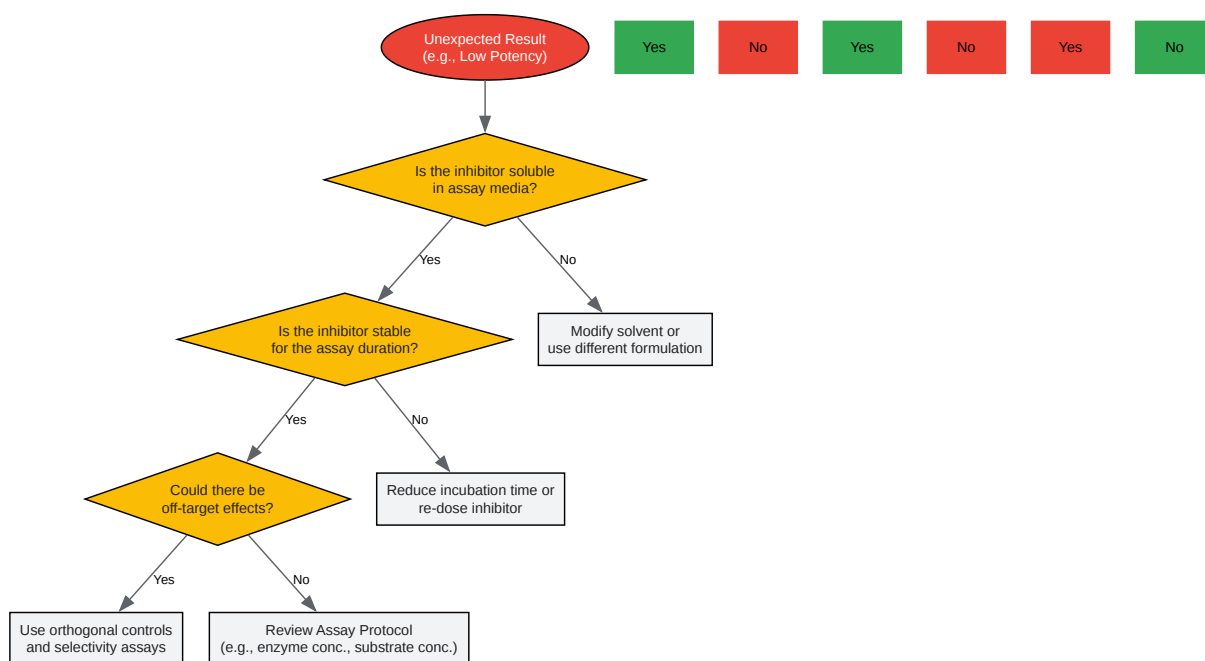 Unexpected Result
(e.g., Low Potency)
Yes
No
Yes
No
Yes
No
Is the inhibitor soluble
in assay media?
Yes
No
Is the inhibitor stable
for the assay duration?
Modify solvent or
use different formulation
Yes
No
Could there be
off-target effects?
Reduce incubation time or
re-dose inhibitor
Yes
No
Use orthogonal controls
and selectivity assays
Review Assay Protocol
(e.g., enzyme conc., substrate conc.)